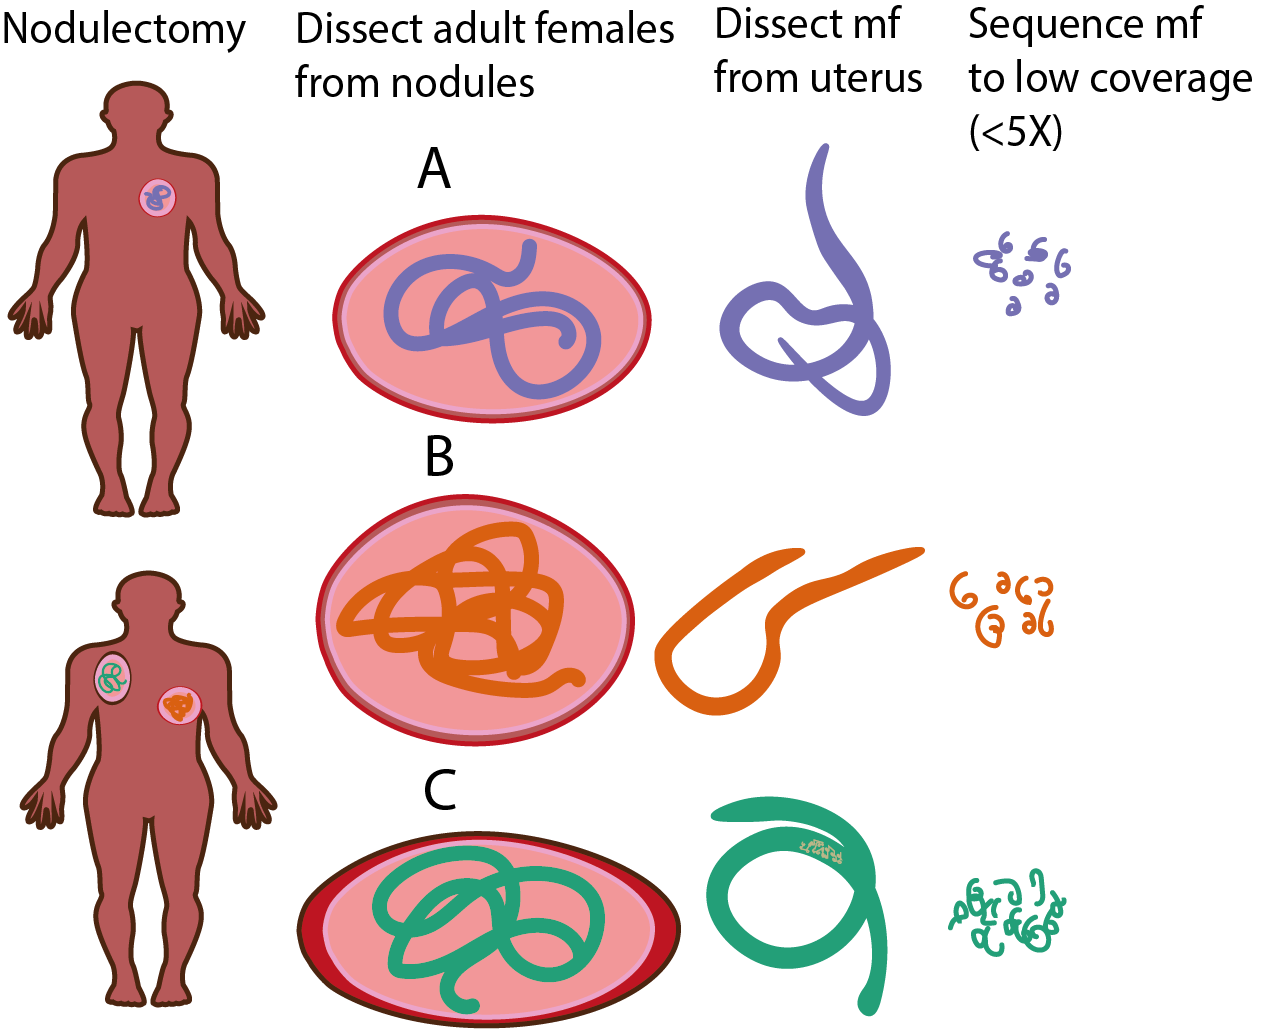 Nodulectomy
Dissect adult females
from nodules
Dissect mf
from uterus
Sequence mf
to low coverage
(<5X)
A
B
C